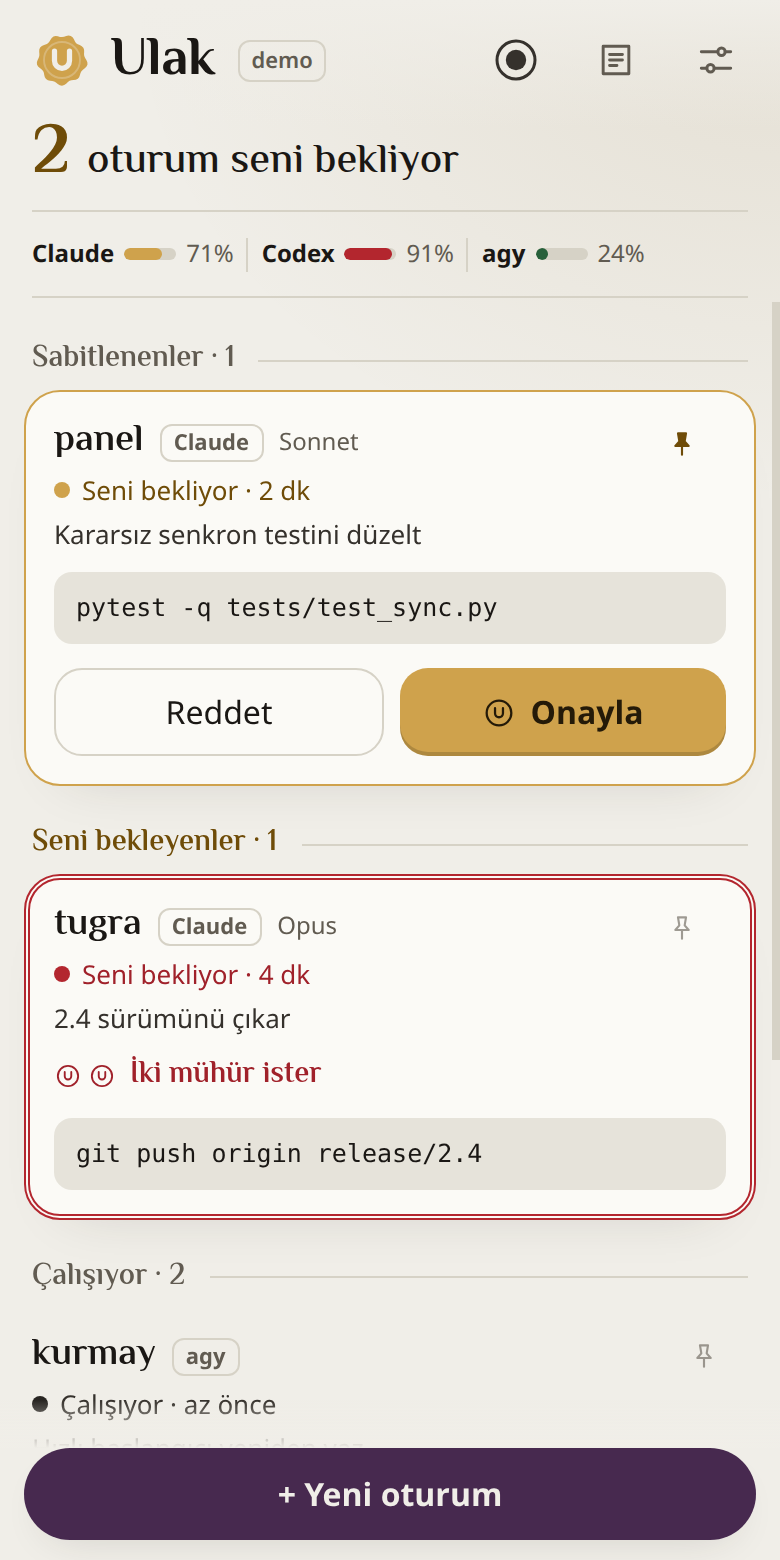 Ulak demo
2 oturum seni bekliyor
Claude 71% Codex 91% agy 24%
Sabitlenenler · 1
panel Claude Sonnet
Seni bekliyor · 2 dk
Kararsız senkron testini düzelt
pytest -q tests/test_sync.py
Reddet Onayla
Seni bekleyenler · 1
tugra Claude Opus
Seni bekliyor · 4 dk
2.4 sürümünü çıkar
İki mühür ister
git push origin release/2.4
Çalışıyor · 2
kurmay agy
Çalışıyor · az önce
+ Yeni oturum